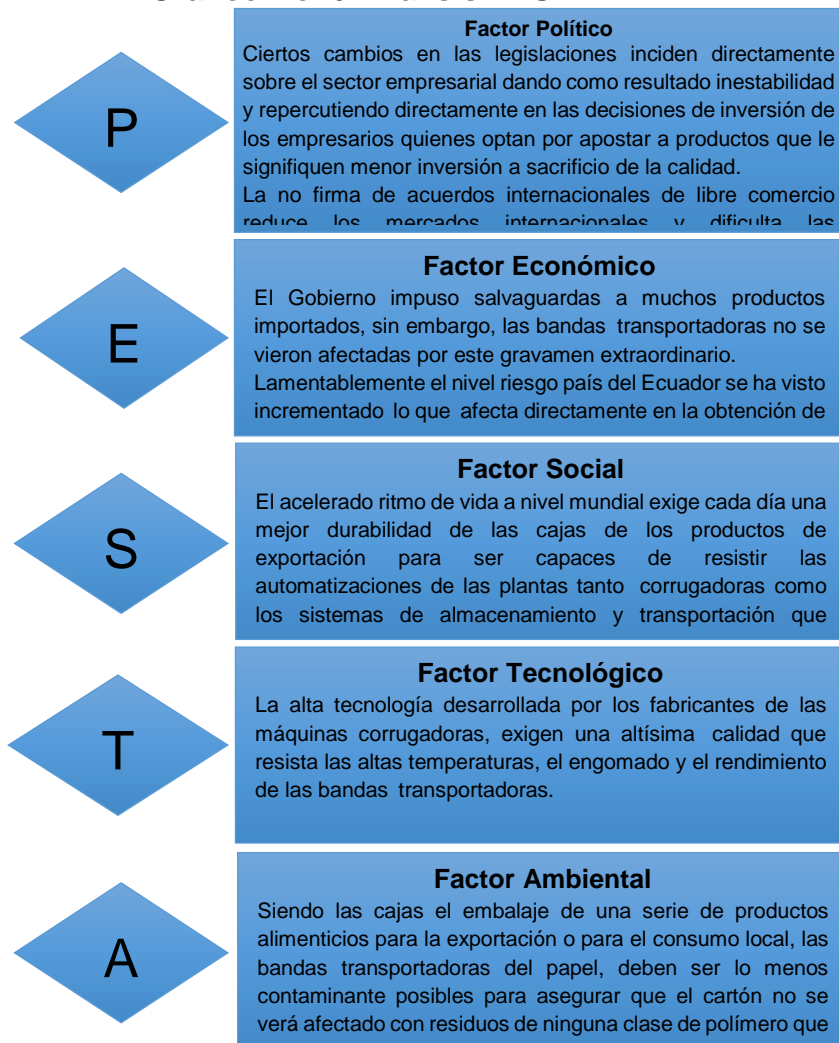 P
Factor Político
Ciertos cambios en las legislaciones inciden directamente
sobre el sector empresarial dando como resultado inestabilidad
y repercutiendo directamente en las decisiones de inversión de
los empresarios quienes optan por apostar a productos que le
signifiquen menor inversión a sacrificio de la calidad.
La no firma de acuerdos internacionales de libre comercio
reduce los mercados internacionales y dificulta las
E
Factor Económico
El Gobierno impuso salvaguardas a muchos productos
importados, sin embargo, las bandas transportadoras no se
vieron afectadas por este gravamen extraordinario.
Lamentablemente el nivel riesgo país del Ecuador se ha visto
incrementado lo que afecta directamente en la obtención de
S
Factor Social
El acelerado ritmo de vida a nivel mundial exige cada día una
mejor durabilidad de las cajas de los productos de
exportación para ser capaces de resistir las
automatizaciones de las plantas tanto corrugadoras como
los sistemas de almacenamiento y transportación que
T
Factor Tecnológico
La alta tecnología desarrollada por los fabricantes de las
máquinas corrugadoras, exigen una altísima calidad que
resista las altas temperaturas, el engomado y el rendimiento
de las bandas transportadoras.
A
Factor Ambiental
Siendo las cajas el embalaje de una serie de productos
alimenticios para la exportación o para el consumo local, las
bandas transportadoras del papel, deben ser lo menos
contaminante posibles para asegurar que el cartón no se
verá afectado con residuos de ninguna clase de polímero que